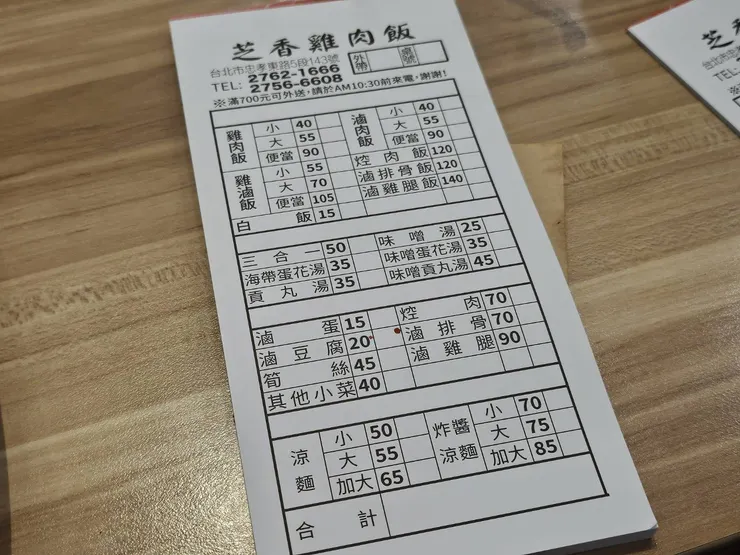 芝香雞肉飯
台北市忠孝東路5段143號
TEL: 2762-1666
2756-6608
外帶
桌號
※滿700元可外送,請於AM10:30前來電,謝謝!
雞肉飯 小 40 滷肉飯 小 40
大 55 大 55
便當 90 便當 90
雞滷飯 小 55 焢肉飯 120
大 70 滷排骨飯 120
便當 105 滷雞腿飯 140
白飯 15
三合一 50 味噌湯 25
海帶蛋花湯 35 味噌蛋花湯 35
貢丸湯 35 味噌貢丸湯 45
滷蛋 15 焢肉 70
滷豆腐 20 滷排骨 70
筍絲 45 滷雞腿 90
其他小菜 40
涼麵 小 50 炸醬涼麵 小 70
大 55 大 75
加大 65 加大 85
合計
芝香
台北市
TEL: